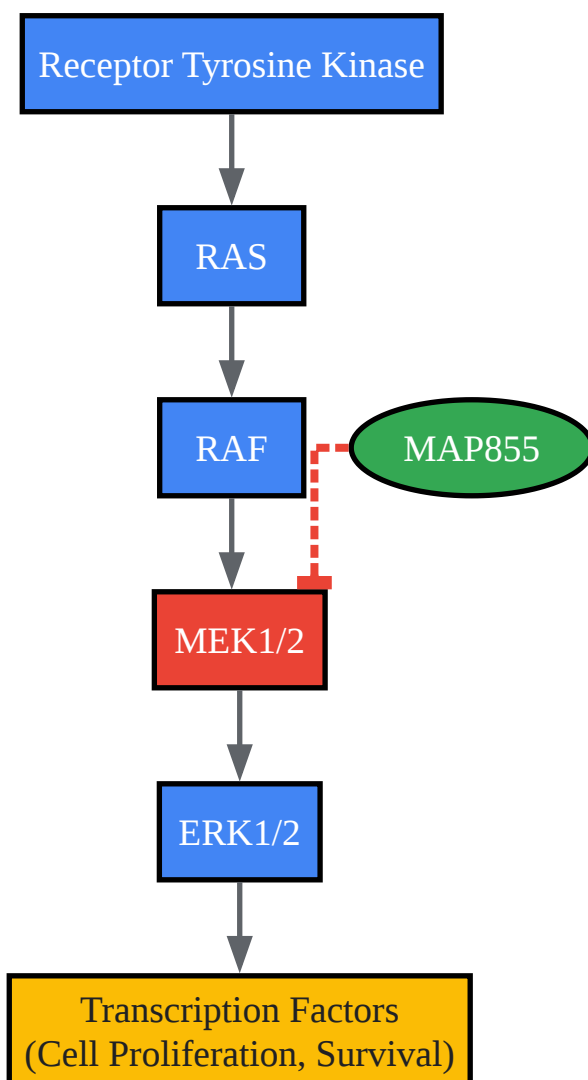 Receptor Tyrosine Kinase
RAS
RAF
MAP855
MEK1/2
ERK1/2
Transcription Factors
(Cell Proliferation, Survival)